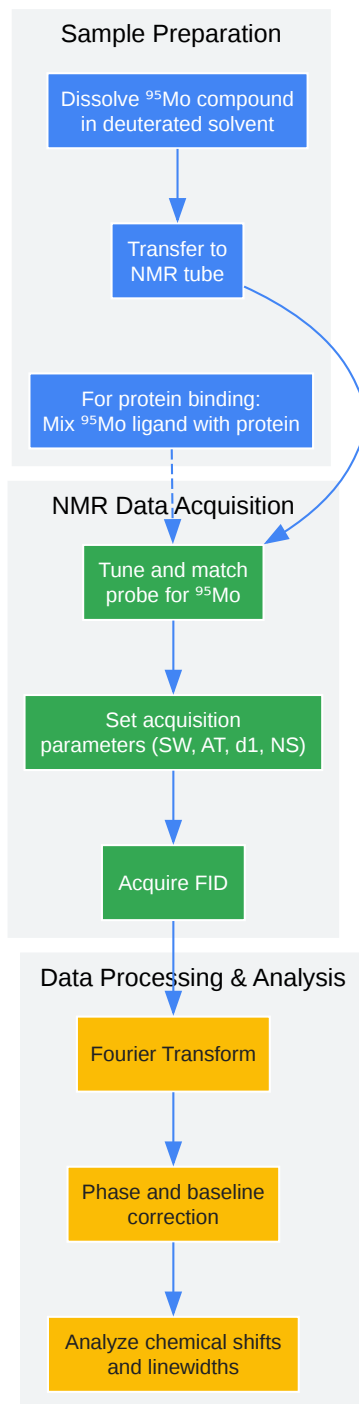 Sample Preparation
Dissolve ⁹⁵Mo compound
in deuterated solvent
Transfer to
NMR tube
For protein binding:
Mix ⁹⁵Mo ligand with protein
NMR Data Acquisition
Tune and match
probe for ⁹⁵Mo
Set acquisition
parameters (SW, AT, d1, NS)
Acquire FID
Data Processing & Analysis
Fourier Transform
Phase and baseline
correction
Analyze chemical shifts
and linewidths